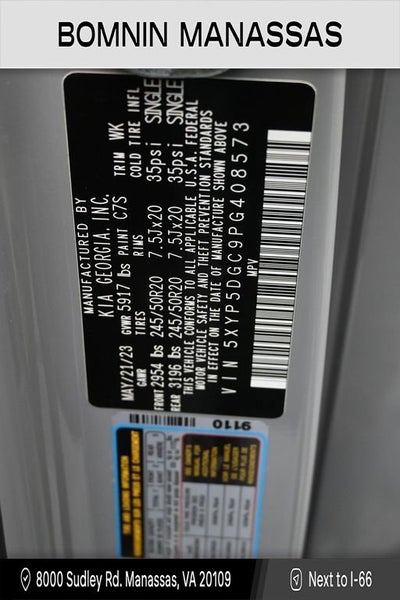 BOMNIN MANASSAS
MANUFACTURED BY
KIA GEORGIA, INC.
MAY/21/23 GVWR 5917 lbs PAINT C7S TRIM WK
GAWR TIRES RIMS COLD TIRE INFL
FRONT 2954 lbs 245/50R20 7.5Jx20 35psi SINGLE
REAR 3196 lbs 245/50R20 7.5Jx20 35psi SINGLE
THIS VEHICLE CONFORMS TO ALL APPLICABLE U.S.A. FEDERAL
MOTOR VEHICLE SAFETY AND THEFT PREVENTION STANDARDS
IN EFFECT ON THE DATE OF MANUFACTURE SHOWN ABOVE
VIN 5XYP5DGC9PG408573
MPV
9110
8000 Sudley Rd. Manassas, VA 20109
Next to I-66